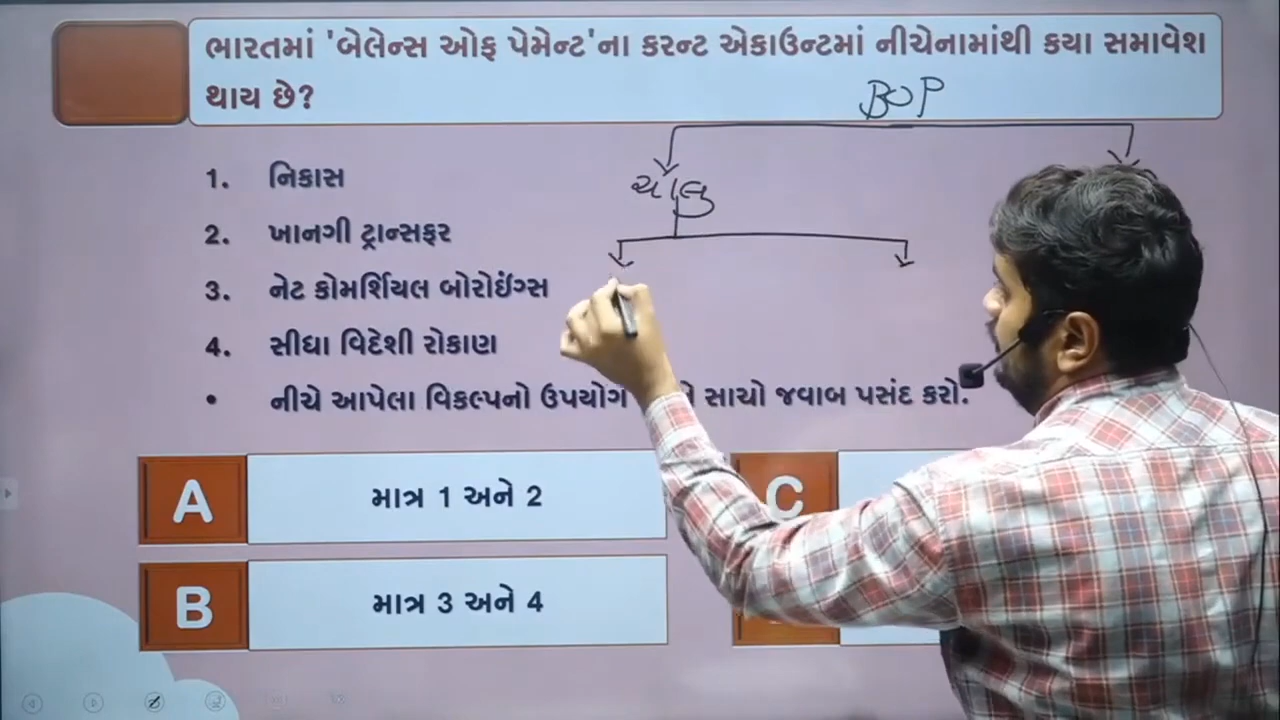 ભારતમાં 'બેલેન્સ ઓફ પેમેન્ટ'ના કરન્ટ એકાઉન્ટમાં નીચેનામાંથી કયા સમાવેશ
થાય છે?
BOP
1. નિકાસ
ચાલુ
2. ખાનગી ટ્રાન્સફર
3. નેટ કોમર્શિયલ બોરોઈંગ્સ
4. સીધા વિદેશી રોકાણ
• નીચે આપેલા વિકલ્પનો ઉપયોગ સાચો જવાબ પસંદ કરો.
A માત્ર 1 અને 2
C
B માત્ર 3 અને 4